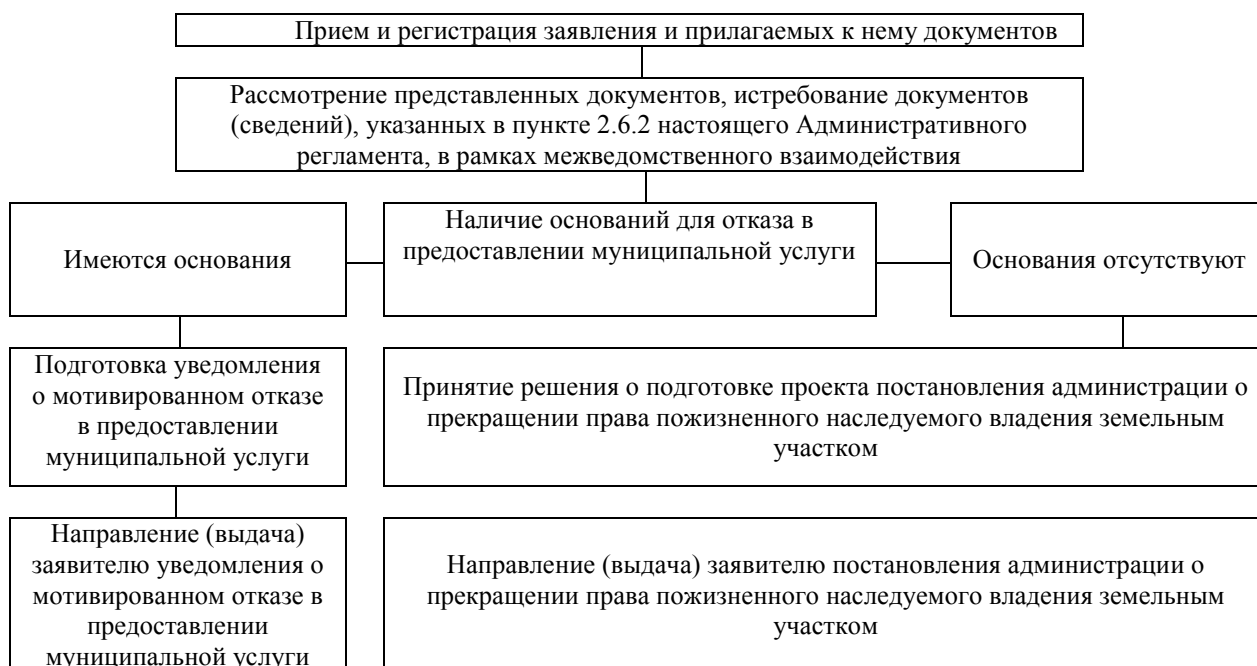 Прием и регистрация заявления и прилагаемых к нему документов
Рассмотрение представленных документов, истребование документов
(сведений), указанных в пункте 2.6.2 настоящего Административного
регламента, в рамках межведомственного взаимодействия
Имеются основания
Наличие оснований для отказа в
предоставлении муниципальной услуги
Основания отсутствуют
Подготовка уведомления
о мотивированном отказе
в предоставлении
муниципальной услуги
Принятие решения о подготовке проекта постановления администрации о
прекращении права пожизненного наследуемого владения земельным
участком
Направление (выдача)
заявителю уведомления о
мотивированном отказе в
предоставлении
муниципальной услуги
Направление (выдача) заявителю постановления администрации о
прекращении права пожизненного наследуемого владения земельным
участком